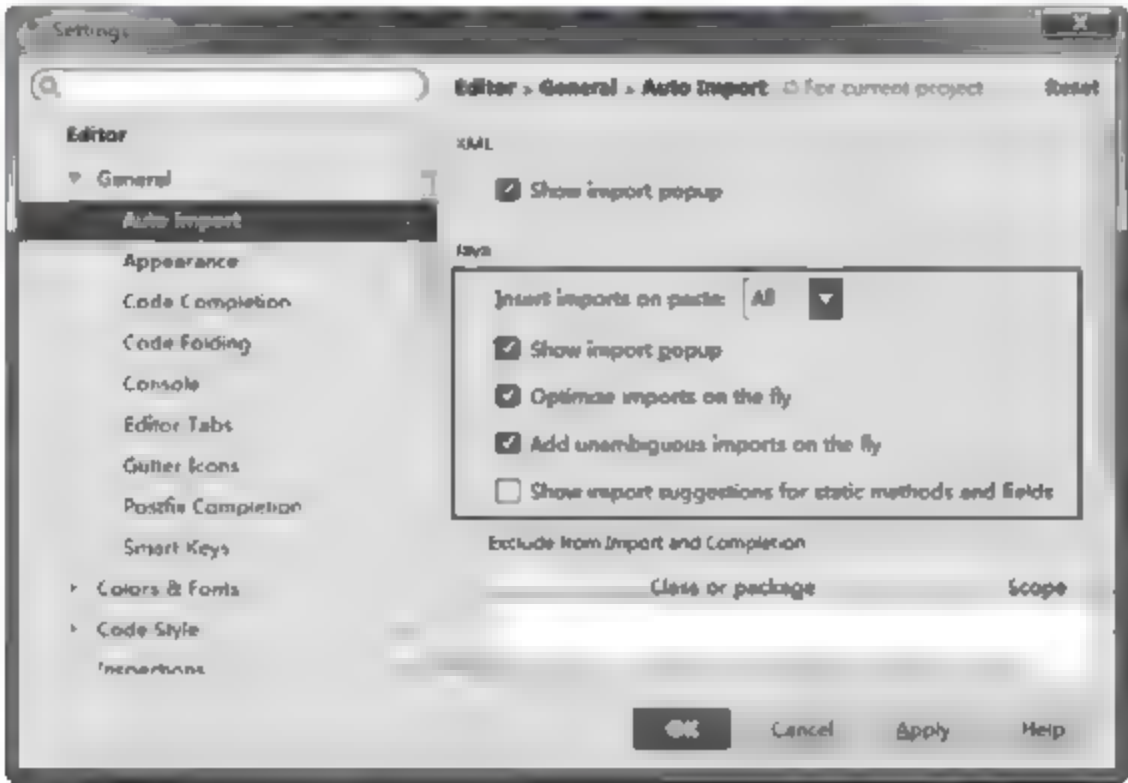 Settings
X
Editor > General > Auto Import For current project Reset
Editor
General
Auto Import
Appearance
Code Completion
Code Folding
Console
Editor Tabs
Gutter Icons
Postfix Completion
Smart Keys
Colors & Fonts
Code Style
Inspections
XML
Show import popup
Java
Insert imports on paste: All
Show import popup
Optimize imports on the fly
Add unambiguous imports on the fly
Show import suggestions for static methods and fields
Exclude from Import and Completion
Class or package Scope
OK Cancel Apply Help